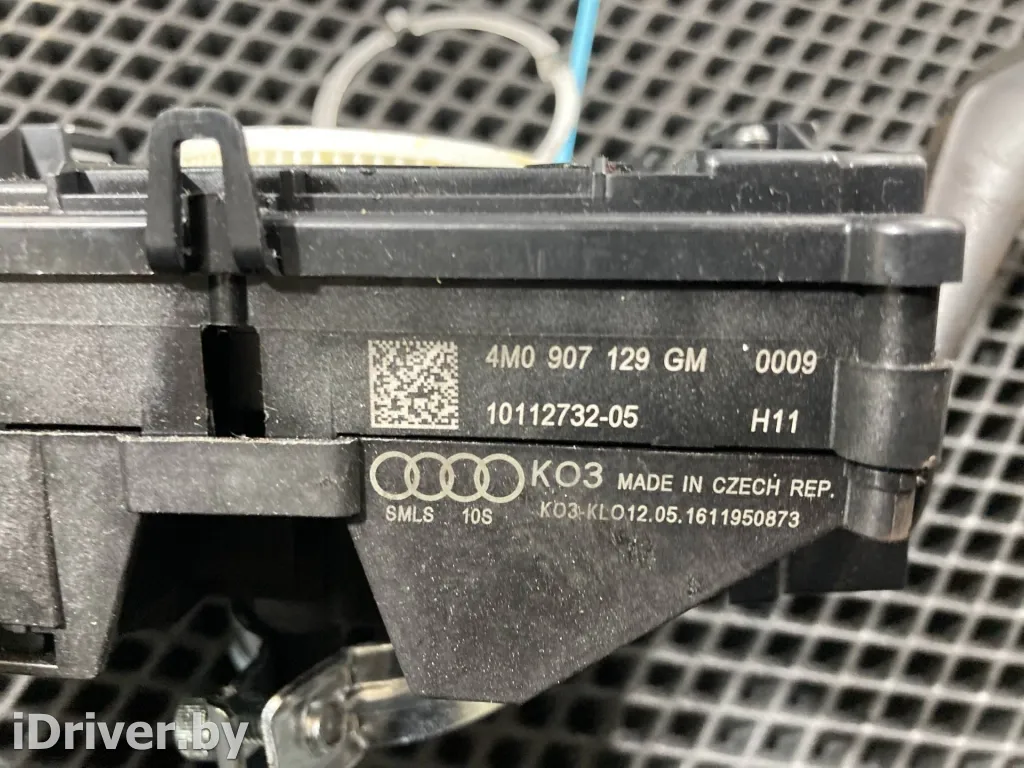 4M0 907 129 GM 0009
10112732-05 H11
KO3 MADE IN CZECH REP.
SMLS 10S KO3-KLO12.05.1611950873
iDriver.by